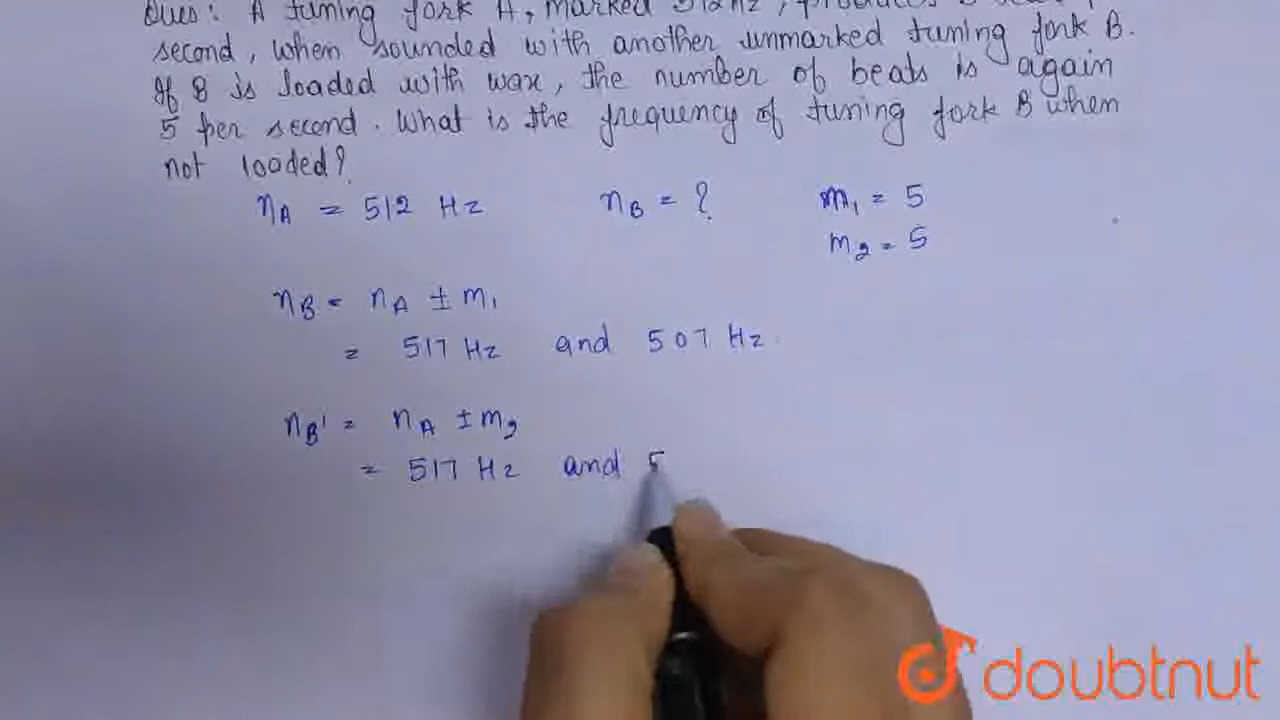 Ques: A tuning fork A, marked 512 Hz, produces 5
second, when sounded with another unmarked tuning fork B.
If B is loaded with wax, the number of beats is again
5 per second. What is the frequency of tuning fork B when
not loaded?
nA = 512 Hz nB = ? m1 = 5
m2 = 5
nB = nA ± m1
= 517 Hz and 507 Hz.
nB' = nA ± m2
= 517 Hz and 5
doubtnut